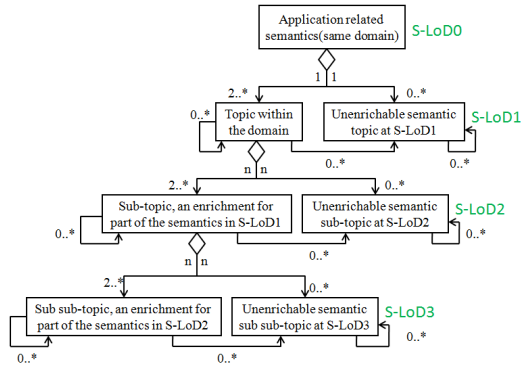 Application related
semantics(same domain)
S-LoD0
1 1
2..* 0..*
0..*
Topic within
the domain
Unenrichable semantic
topic at S-LoD1
S-LoD1
0..* 0..*
n n
2..* 0..*
Sub-topic, an enrichment for
part of the semantics in S-LoD1
Unenrichable semantic
sub-topic at S-LoD2
S-LoD2
0..* 0..* 0..*
n n
2..* 0..*
Sub sub-topic, an enrichment for
part of the semantics in S-LoD2
Unenrichable semantic
sub sub-topic at S-LoD3
S-LoD3
0..*
0..* 0..*